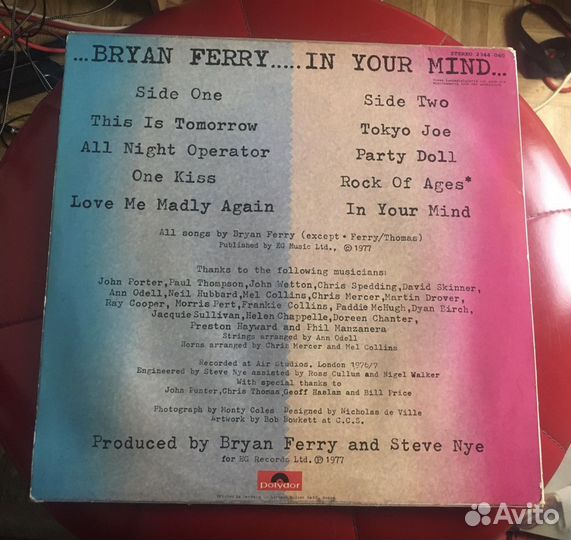 STEREO 2344 060
...BRYAN FERRY.....IN YOUR MIND...
Side One
This Is Tomorrow
All Night Operator
One Kiss
Love Me Madly Again
Side Two
Tokyo Joe
Party Doll
Rock Of Ages*
In Your Mind
All songs by Bryan Ferry (except * Ferry/Thomas)
Published by EG Music Ltd., © 1977
Thanks to the following musicians:
John Porter,Paul Thompson,John Wetton,Chris Spedding,David Skinner,
Ann Odell,Neil Hubbard,Mel Collins,Chris Mercer,Martin Drover,
Ray Cooper, Morris Pert, Frankie Collins, Paddie McHugh, Dyan Birch,
Jacquie Sullivan,Helen Chappelle,Doreen Chanter,
Preston Hayward and Phil Manzanera
Strings arranged by Ann Odell
Horns arranged by Chris Mercer and Mel Collins
Recorded at Air Studios, London 1976/7
Engineered by Steve Nye assisted by Ross Cullum and Nigel Walker
With special thanks to
John Punter,Chris Thomas,Geoff Haslam and Bill Price
Photograph by Monty Coles Designed by Nicholas de Ville
Artwork by Bob Bowkett at C.C.S.
Produced by Bryan Ferry and Steve Nye
for EG Records Ltd. ℗ 1977
Polydor
Avito